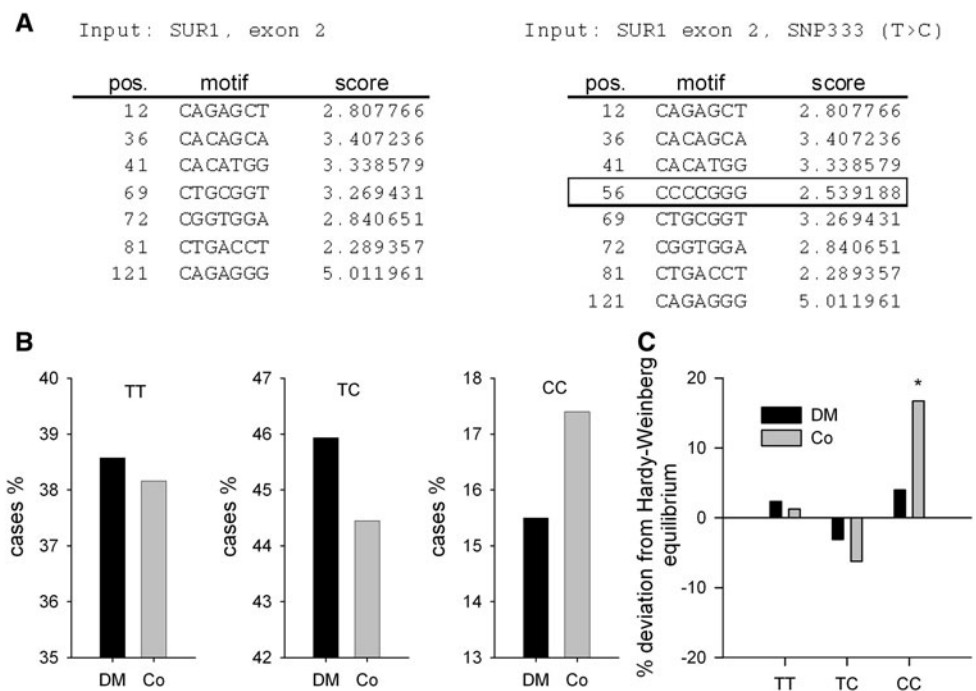 A
Input: SUR1, exon 2
pos. motif score
12 CAGAGCT 2.807766
36 CACAGCA 3.407236
41 CACATGG 3.338579
69 CTGCGGT 3.269431
72 CGGTGGA 2.840651
81 CTGACCT 2.289357
121 CAGAGGG 5.011961
Input: SUR1 exon 2, SNP333 (T>C)
pos. motif score
12 CAGAGCT 2.807766
36 CACAGCA 3.407236
41 CACATGG 3.338579
56 CCCCGGG 2.539188
69 CTGCGGT 3.269431
72 CGGTGGA 2.840651
81 CTGACCT 2.289357
121 CAGAGGG 5.011961
B
cases %
40
39
38
37
36
35
TT
DM Co
cases %
47
46
45
44
43
42
TC
DM Co
cases %
18
17
16
15
14
13
CC
DM Co
C
% deviation from Hardy-Weinberg
equilibrium
20
10
0
-10
-20
DM
Co
*
TT TC CC